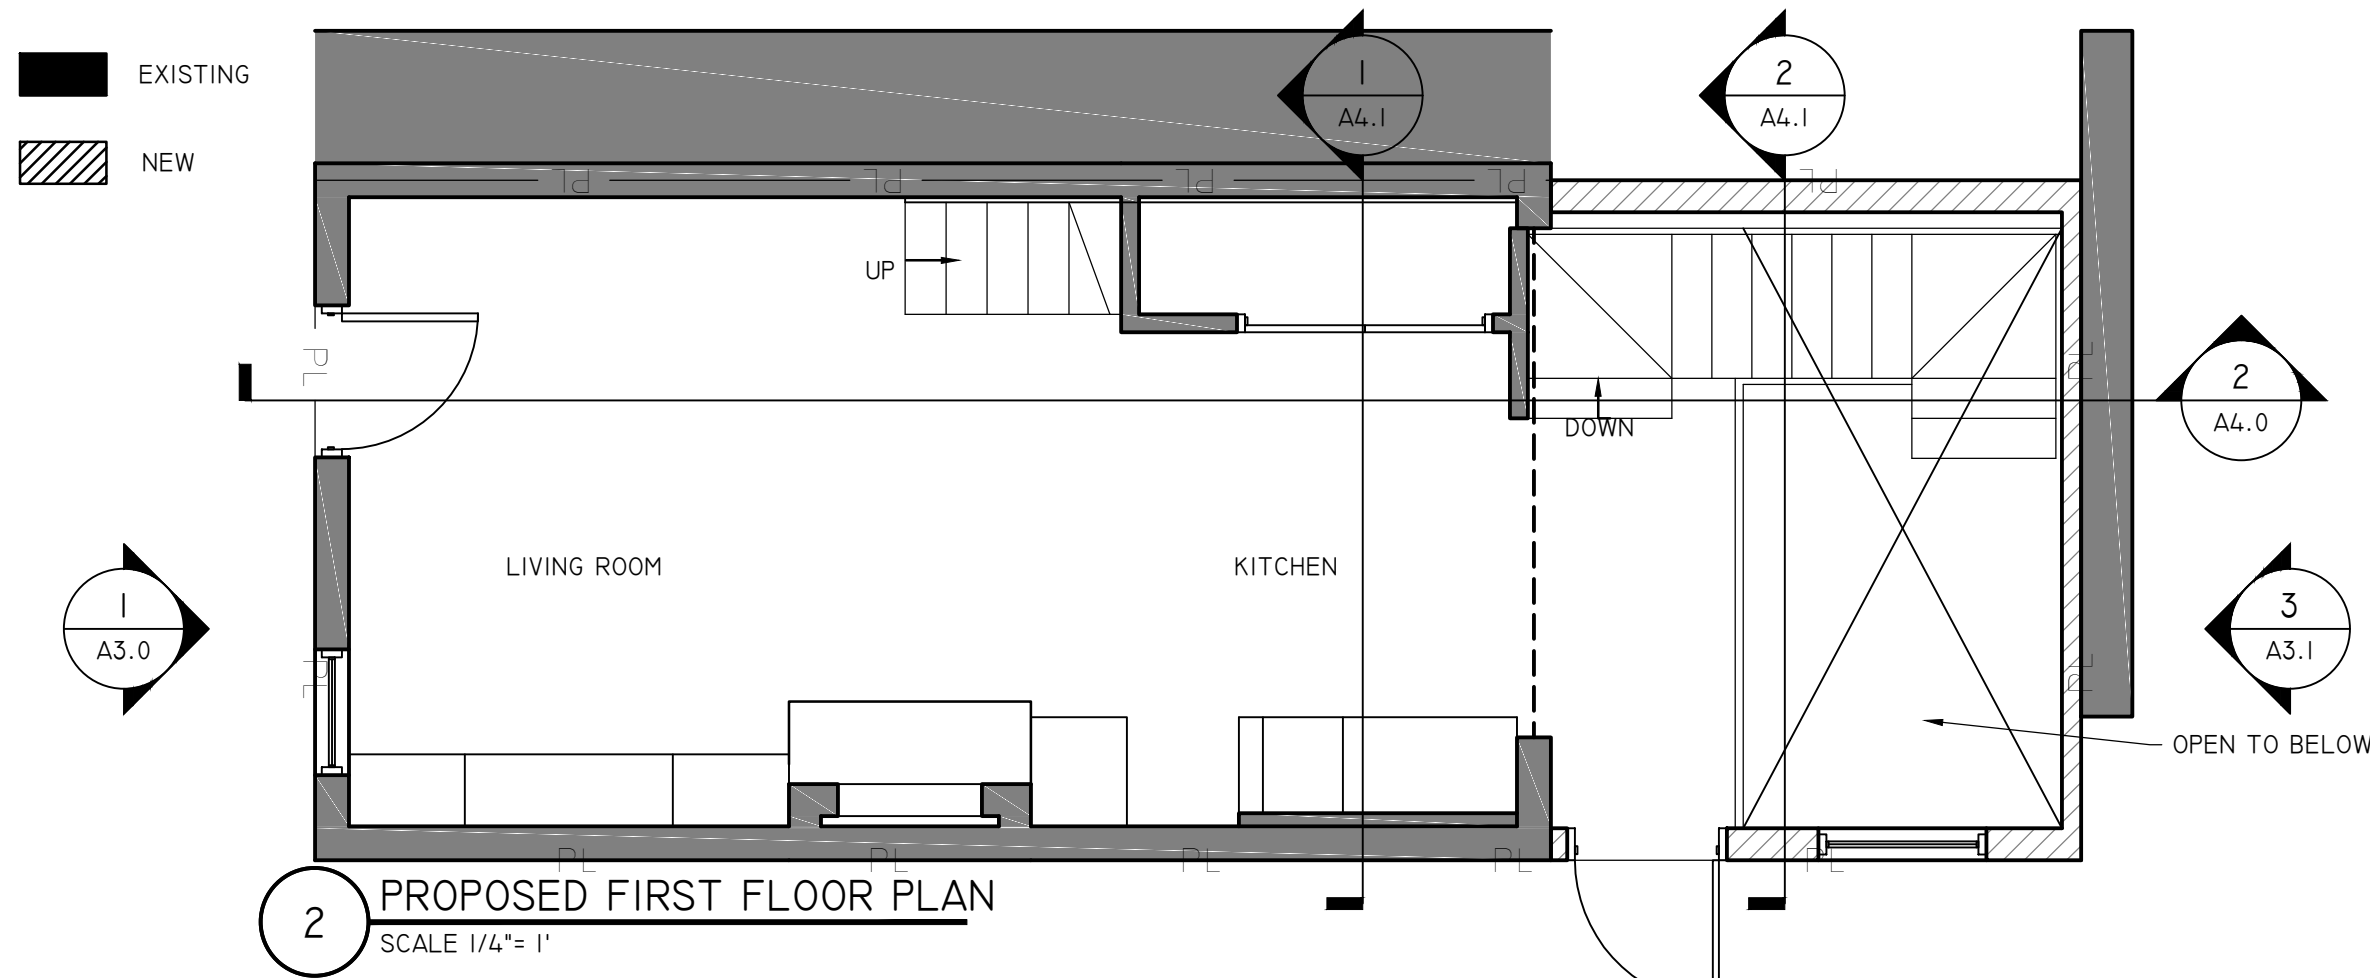 EXISTING
NEW
1
A4.1
2
A4.1
PL PL PL PL PL
UP
PL
PL
2
A4.0
DOWN
LIVING ROOM
KITCHEN
1
A3.0
3
A3.1
PL
PL
OPEN TO BELOW
PL PL PL PL PL
2
PROPOSED FIRST FLOOR PLAN
SCALE 1/4"= 1'